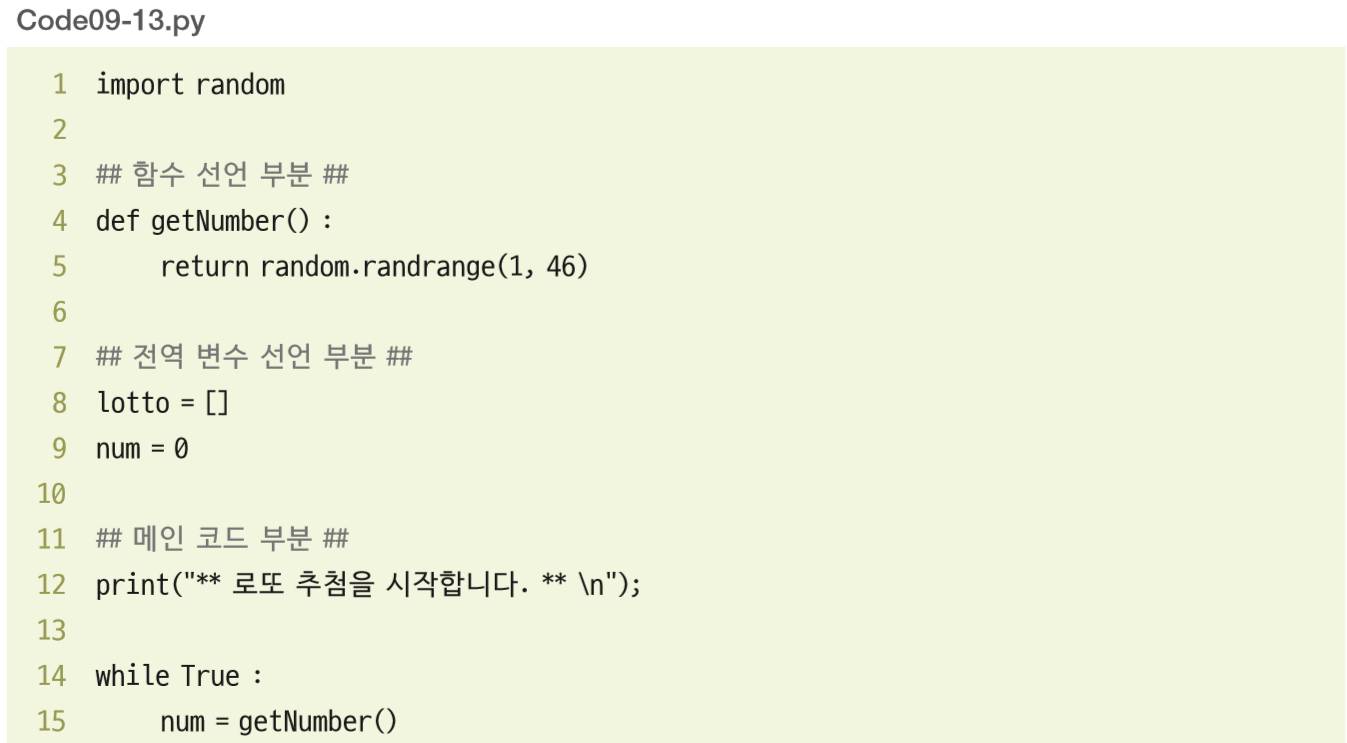 Code09-13.py
1 import random
2
3 ## 함수 선언 부분 ##
4 def getNumber() :
5     return random.randrange(1, 46)
6
7 ## 전역 변수 선언 부분 ##
8 lotto = []
9 num = 0
10
11 ## 메인 코드 부분 ##
12 print("** 로또 추첨을 시작합니다. ** \n");
13
14 while True :
15     num = getNumber()